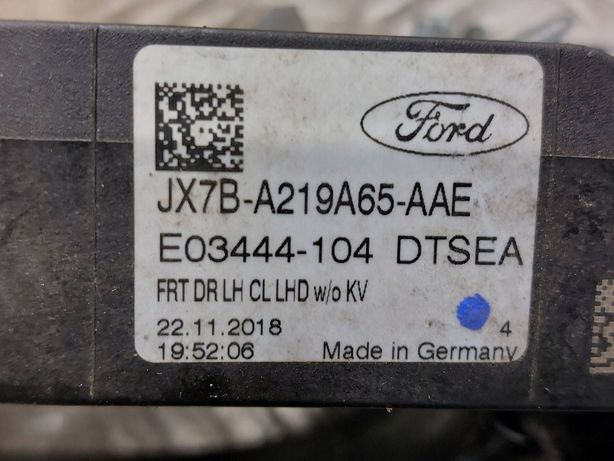 Ford
JX7B-A219A65-AAE
E03444-104 DTSEA
FRT DR LH CL LHD w/o KV
22.11.2018
4
19:52:06 Made in Germany